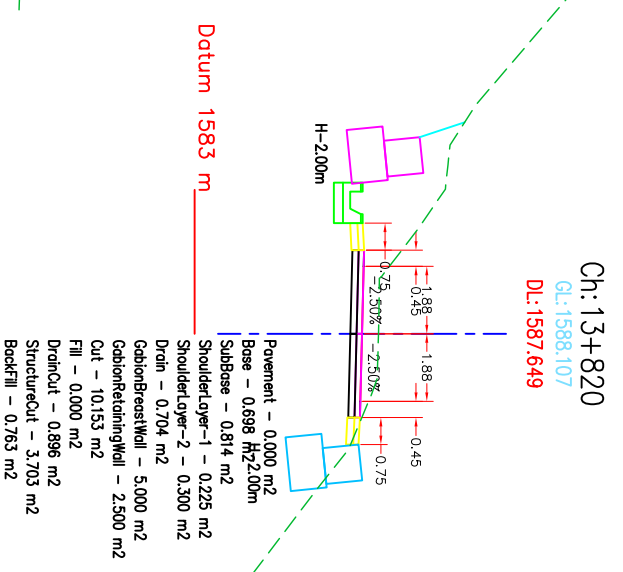 Ch:13+820
GL:1588.107
DL:1587.649
0.75
0.45
1.88
1.88
0.45
0.75
-2.50%
-2.50%
H-2.00m
H-2.00m
Datum 1583 m
Pavement - 0.000 m2
Base - 0.698 m2
SubBase - 0.814 m2
ShoulderLayer-1 - 0.225 m2
ShoulderLayer-2 - 0.300 m2
Drain - 0.704 m2
GabionBreastWall - 5.000 m2
GabionRetainingWall - 2.500 m2
Cut - 10.153 m2
Fill - 0.000 m2
DrainCut - 0.896 m2
StructureCut - 3.703 m2
BackFill - 0.763 m2